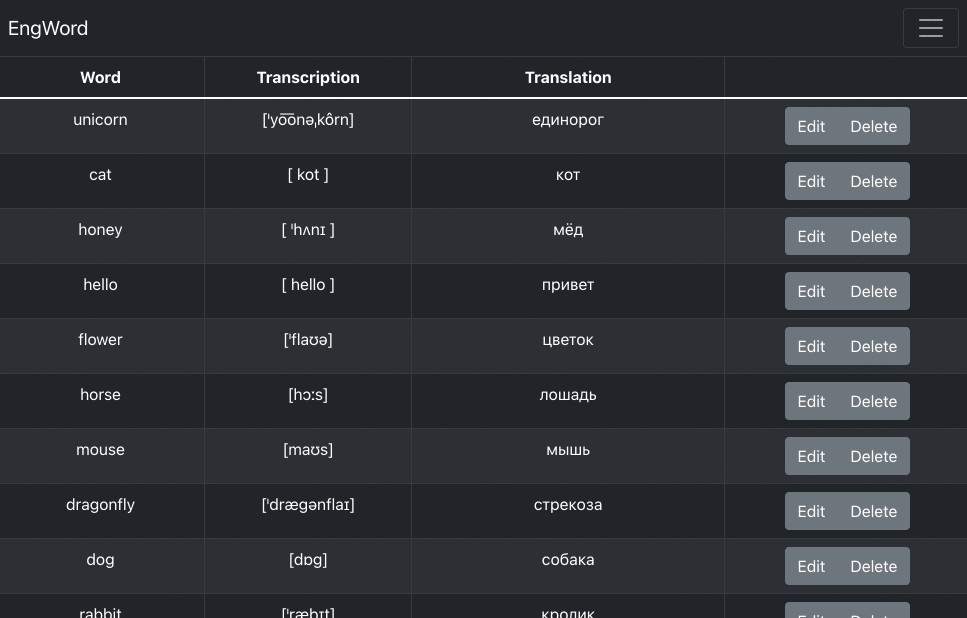 EngWord
Word Transcription Translation
unicorn [ˈyo͞onəˌkôrn] единорог Edit Delete
cat [ kot ] кот Edit Delete
honey [ ˈhʌnɪ ] мёд Edit Delete
hello [ hello ] привет Edit Delete
flower [ˈflaʊə] цветок Edit Delete
horse [hɔːs] лошадь Edit Delete
mouse [maʊs] мышь Edit Delete
dragonfly [ˈdrægənflaɪ] стрекоза Edit Delete
dog [dɒg] собака Edit Delete
rabbit [ˈræbɪt] кролик Edit Delete